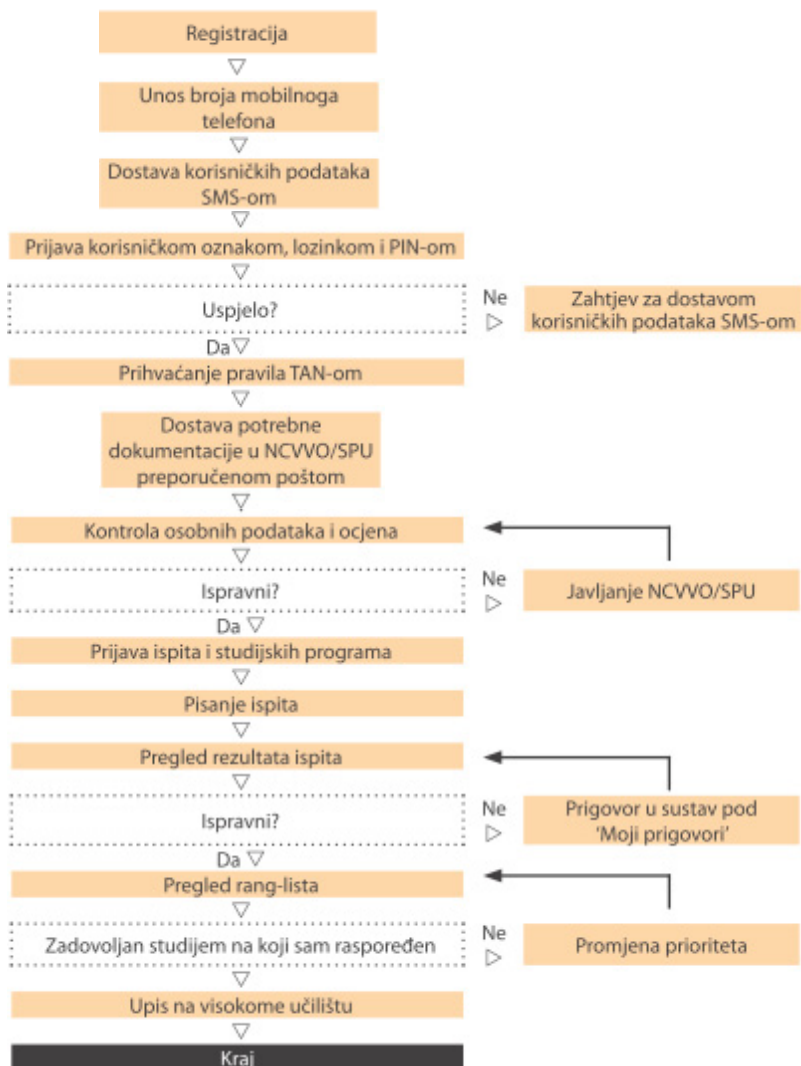 Registracija
Unos broja mobilnoga
telefona
Dostava korisničkih podataka
SMS-om
Prijava korisničkom oznakom, lozinkom i PIN-om
Uspjelo?
Ne
Zahtjev za dostavom
korisničkih podataka SMS-om
Da
Prihvaćanje pravila TAN-om
Dostava potrebne
dokumentacije u NCVVO/SPU
preporučenom poštom
Kontrola osobnih podataka i ocjena
Ispravni?
Ne
Javljanje NCVVO/SPU
Da
Prijava ispita i studijskih programa
Pisanje ispita
Pregled rezultata ispita
Ispravni?
Ne
Prigovor u sustav pod
'Moji prigovori'
Da
Pregled rang-lista
Zadovoljan studijem na koji sam raspoređen
Ne
Promjena prioriteta
Upis na visokome učilištu
Kraj